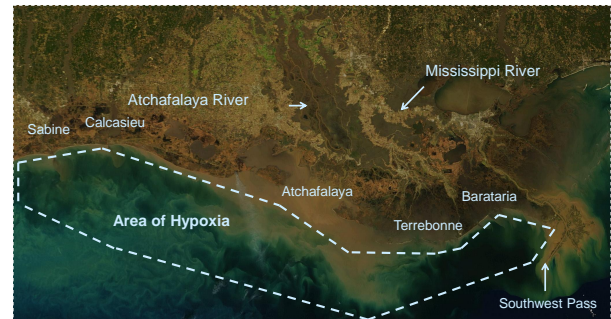 Mississippi River
Atchafalaya River
Calcasieu
Sabine
Atchafalaya
Barataria
Area of Hypoxia
Terrebonne
Southwest Pass